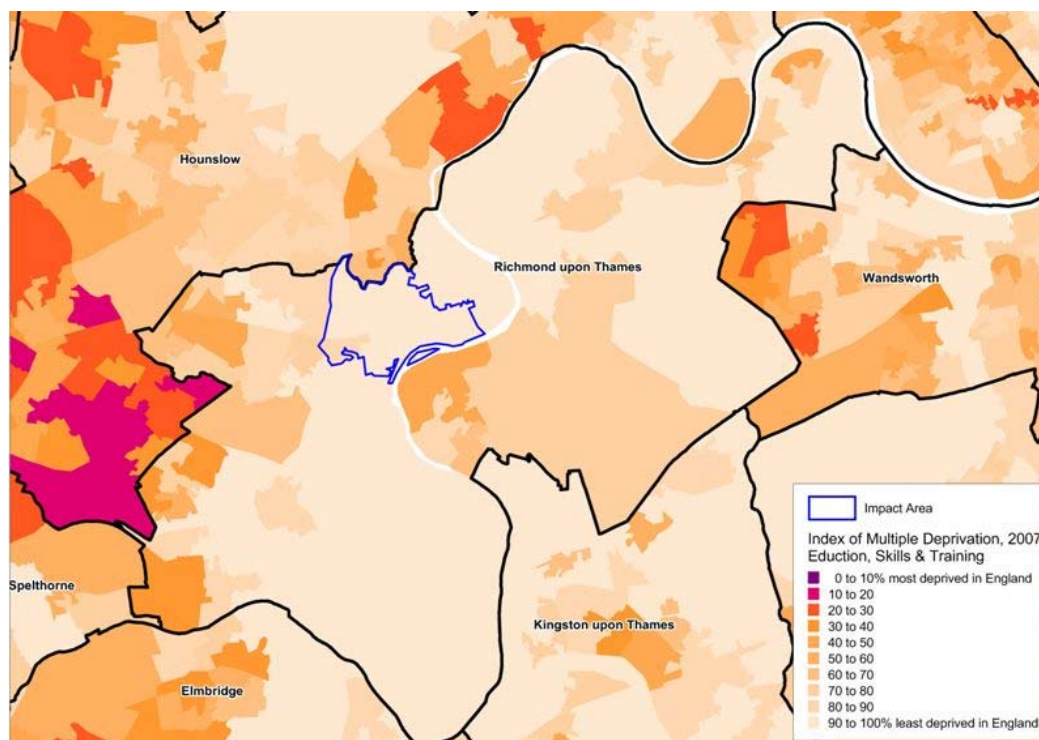 Hounslow
Richmond upon Thames
Wandsworth
Spelthorne
Kingston upon Thames
Elmbridge
Impact Area
Index of Multiple Deprivation, 2007
Eduction, Skills & Training
0 to 10% most deprived in England
10 to 20
20 to 30
30 to 40
40 to 50
50 to 60
60 to 70
70 to 80
80 to 90
90 to 100% least deprived in England